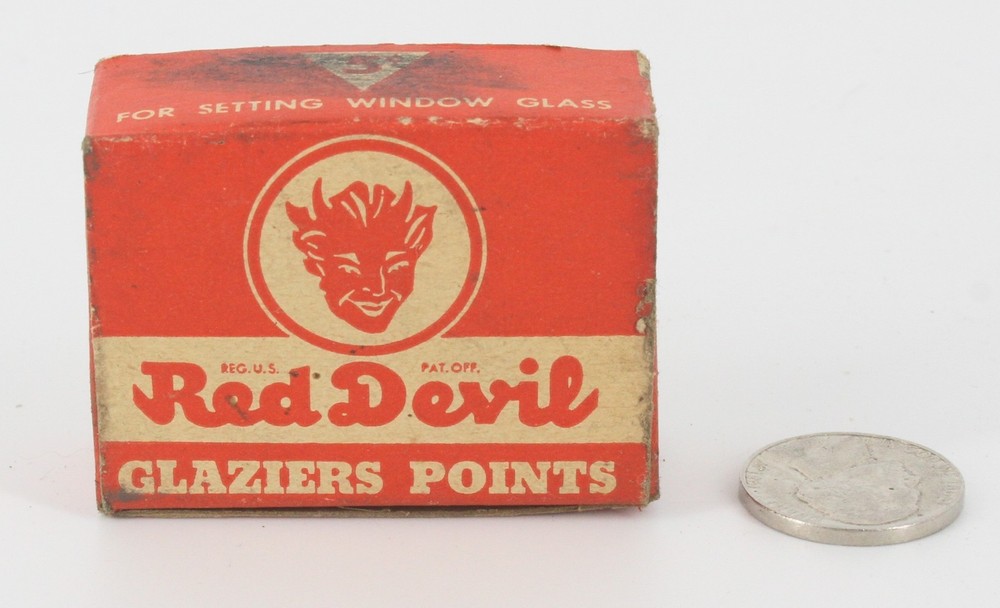 FOR SETTING WINDOW GLASS
REG. U.S. PAT. OFF.
Red Devil
GLAZIERS POINTS